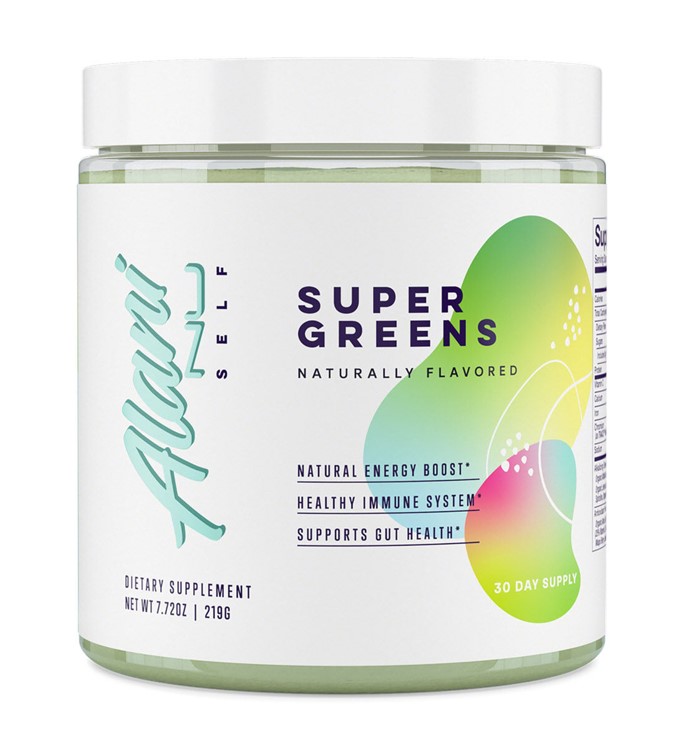 Alani
NU
SELF
SUPER
GREENS
NATURALLY FLAVORED
NATURAL ENERGY BOOST*
HEALTHY IMMUNE SYSTEM*
SUPPORTS GUT HEALTH*
30 DAY SUPPLY
DIETARY SUPPLEMENT
NET WT 7.72OZ | 219G